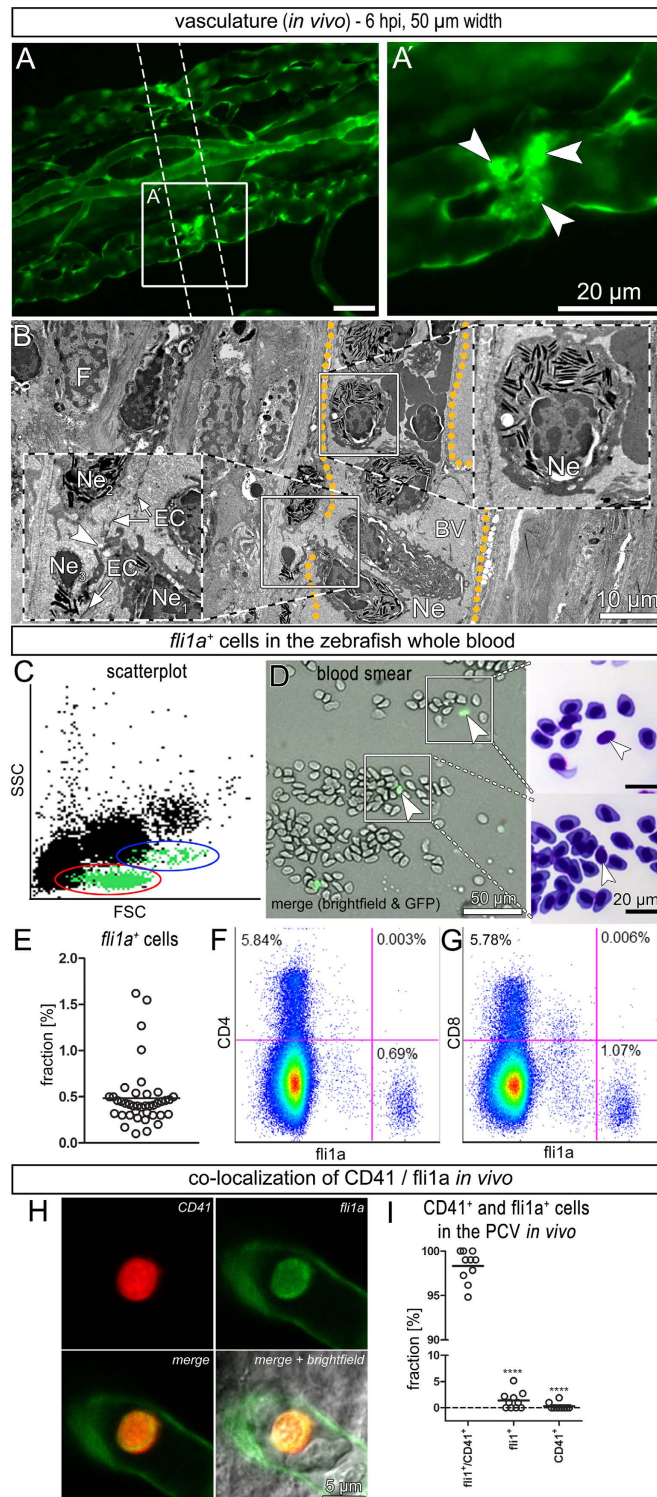 vasculature (in vivo) - 6 hpi, 50 µm width
A
A´
A´
20 µm
B
F
Ne
Ne₂
EC
BV
Ne₃
EC
Ne₁
Ne
10 µm
fli1a⁺ cells in the zebrafish whole blood
C
scatterplot
SSC
FSC
D
blood smear
merge (brightfield & GFP)
50 µm
20 µm
E
fli1a⁺ cells
fraction [%]
2.0
1.5
1.0
0.5
0.0
F
5.84%
0.003%
0.69%
CD4
fli1a
G
5.78%
0.006%
1.07%
CD8
fli1a
co-localization of CD41 / fli1a in vivo
H
CD41
fli1a
merge
merge + brightfield
5 µm
I
CD41⁺ and fli1a⁺ cells
in the PCV in vivo
fraction [%]
100
95
90
10
5
0
****
****
fli1⁺/CD41⁺
fli1⁺
CD41⁺